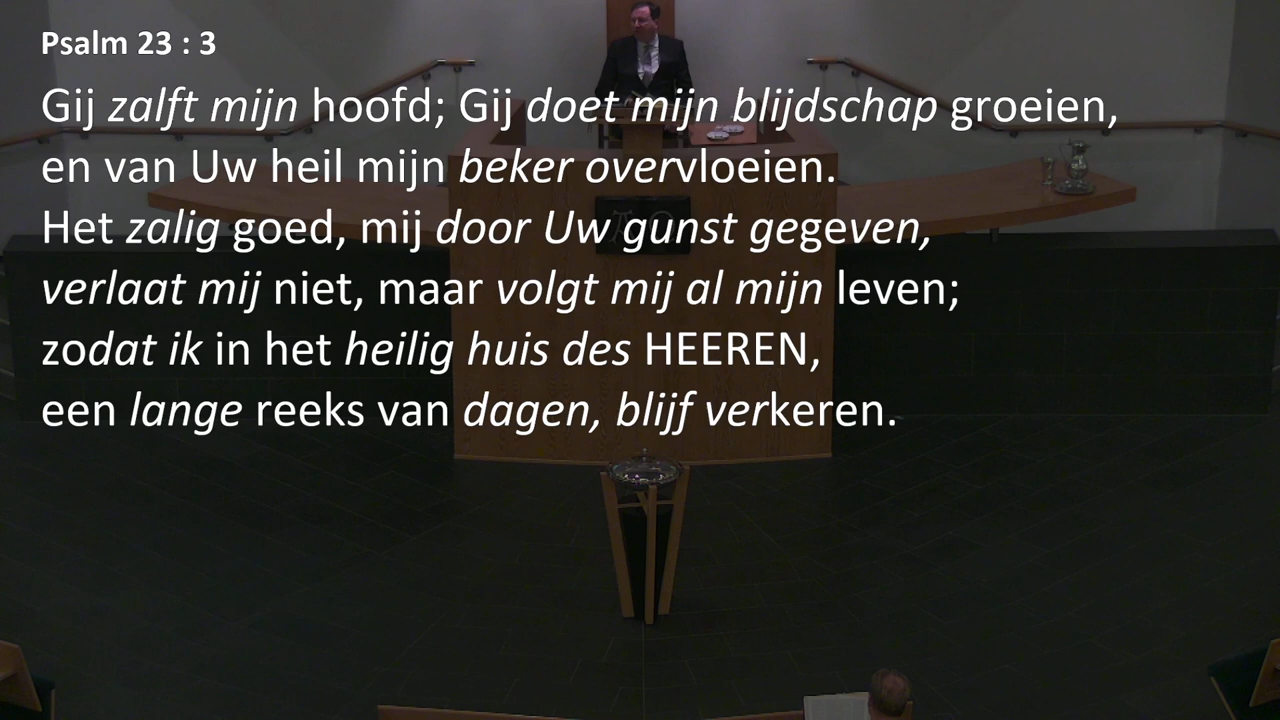 Psalm 23 : 3
Gij zalft mijn hoofd; Gij doet mijn blijdschap groeien,
en van Uw heil mijn beker overvloeien.
Het zalig goed, mij door Uw gunst gegeven,
verlaat mij niet, maar volgt mij al mijn leven;
zodat ik in het heilig huis des HEEREN,
een lange reeks van dagen, blijf verkeren.